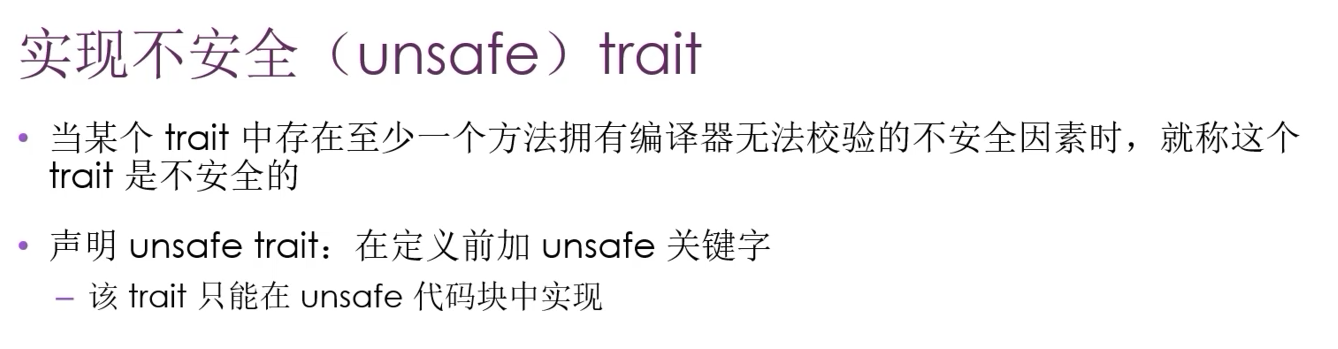 实现不安全（unsafe）trait
• 当某个 trait 中存在至少一个方法拥有编译器无法校验的不安全因素时，就称这个
trait 是不安全的
• 声明 unsafe trait：在定义前加 unsafe 关键字
– 该 trait 只能在 unsafe 代码块中实现